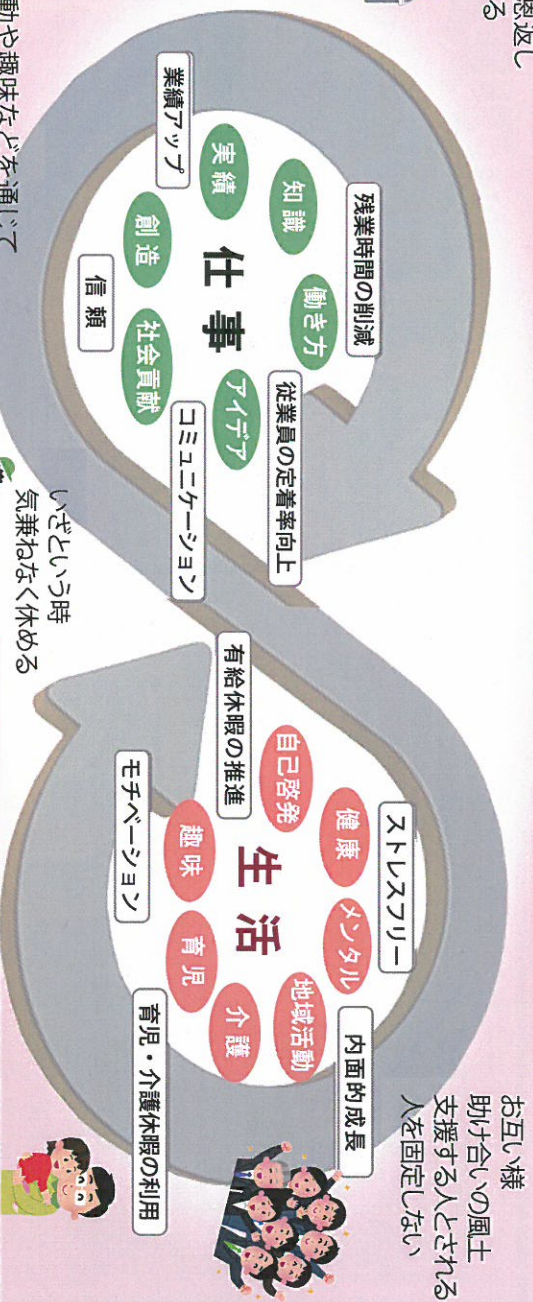 恩返し
る
残業時間の削減
知識
働き方
従業員の定着率向上
実績
仕事
アイデア
業績アップ
創造
社会貢献
コミュニケーション
信頼
動や趣味などを通じて
いざという時
気兼ねなく休める
お互い様
助け合いの風土
支援する人とされる
人を固定しない
ストレスフリー
内面的成長
健康
メンタル
地域活動
自己啓発
生活
介護
有給休暇の推進
趣味
育児
モチベーション
育児・介護休暇の利用